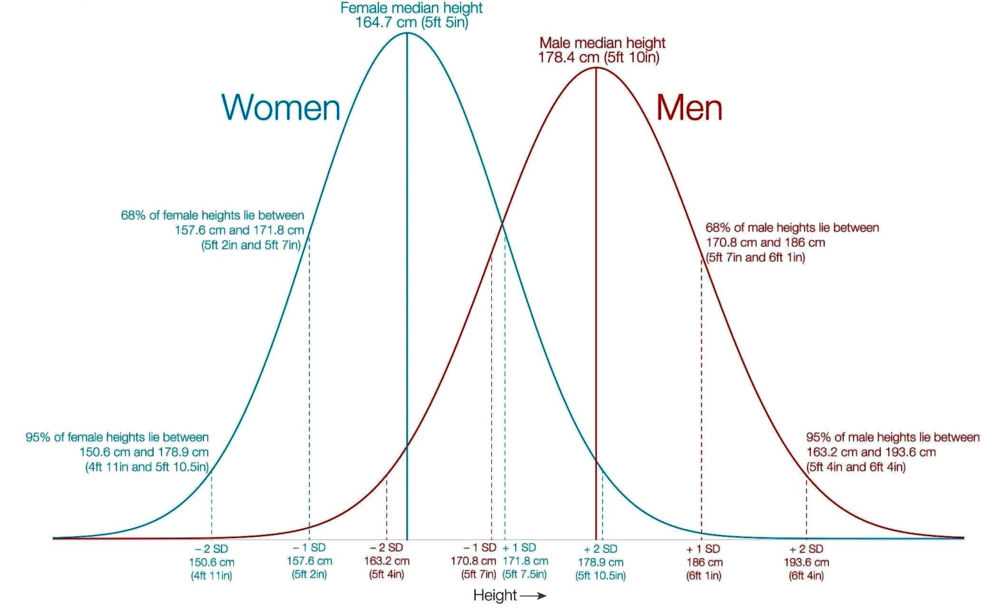 Female median height
164.7 cm (5ft 5in)
Male median height
178.4 cm (5ft 10in)
Women
Men
68% of female heights lie between
157.6 cm and 171.8 cm
(5ft 2in and 5ft 7in)
68% of male heights lie between
170.8 cm and 186 cm
(5ft 7in and 6ft 1in)
95% of female heights lie between
150.6 cm and 178.9 cm
(4ft 11in and 5ft 10.5in)
95% of male heights lie between
163.2 cm and 193.6 cm
(5ft 4in and 6ft 4in)
– 2 SD
150.6 cm
(4ft 11in)
– 1 SD
157.6 cm
(5ft 2in)
– 2 SD
163.2 cm
(5ft 4in)
– 1 SD
170.8 cm
(5ft 7in)
+ 1 SD
171.8 cm
(5ft 7.5in)
+ 2 SD
178.9 cm
(5ft 10.5in)
+ 1 SD
186 cm
(6ft 1in)
+ 2 SD
193.6 cm
(6ft 4in)
Height